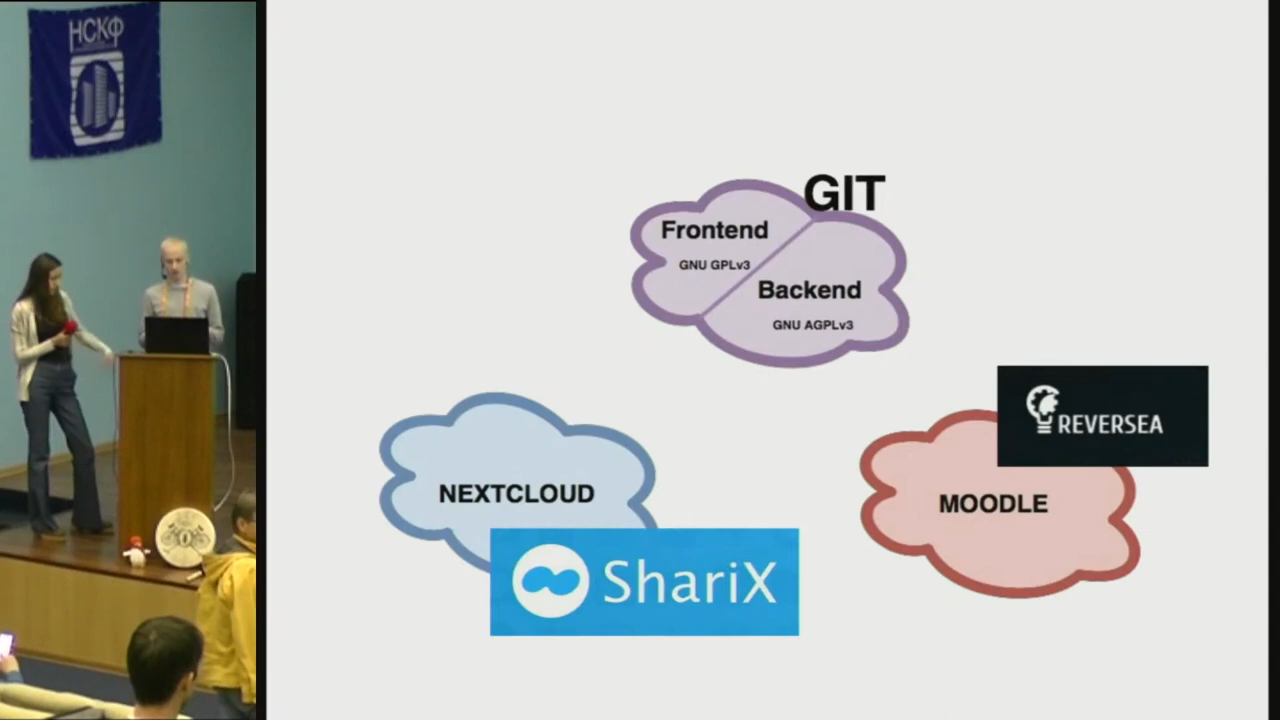 НСКФ
GIT
Frontend
GNU GPLv3
Backend
GNU AGPLv3
REVERSEA
NEXTCLOUD
MOODLE
ShariX